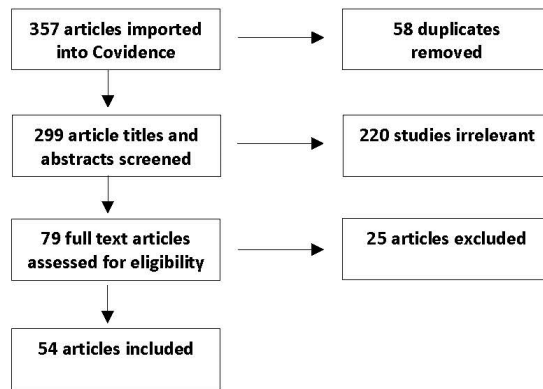 357 articles imported
into Covidence
58 duplicates
removed
299 article titles and
abstracts screened
220 studies irrelevant
79 full text articles
assessed for eligibility
25 articles excluded
54 articles included